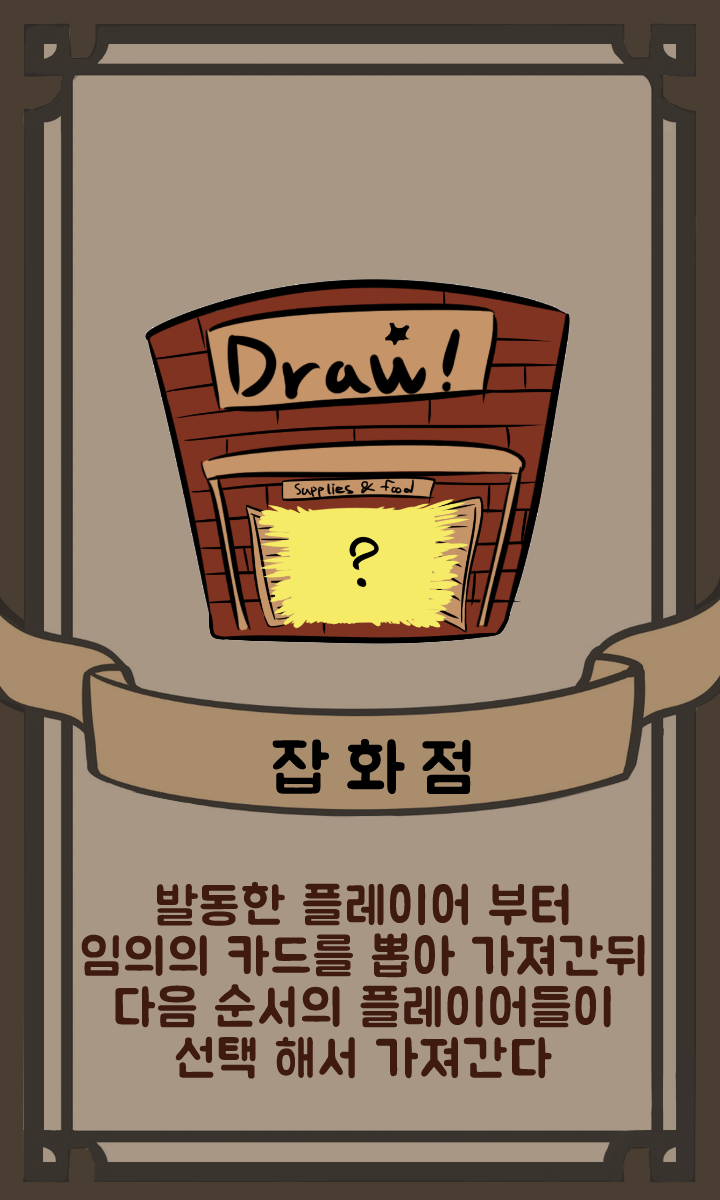 Draw!
Supplies & food
?
잡화점
발동한 플레이어 부터
임의의 카드를 뽑아 가져간뒤
다음 순서의 플레이어들이
선택 해서 가져간다